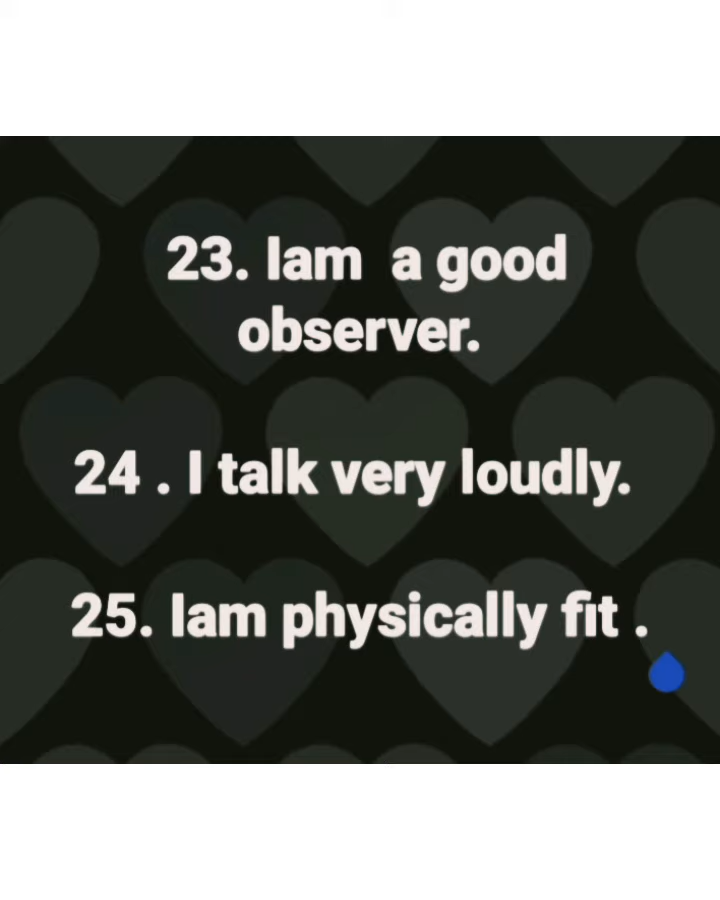 23. Iam  a good
observer.
24 . I talk very loudly.
25. Iam physically fit .